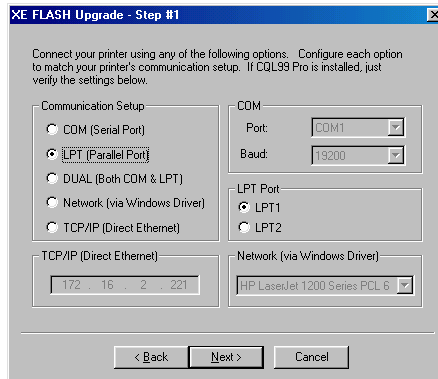 XE FLASH Upgrade - Step #1
Connect your printer using any of the following options. Configure each option
to match your printer's communication setup. If CQL99 Pro is installed, just
verify the settings below.
Communication Setup
COM (Serial Port)
LPT (Parallel Port)
DUAL (Both COM & LPT)
Network (via Windows Driver)
TCP/IP (Direct Ethernet)
COM
Port: COM1
Baud: 19200
LPT Port
LPT1
LPT2
TCP/IP (Direct Ethernet)
172 . 16 . 2 . 221
Network (via Windows Driver)
HP LaserJet 1200 Series PCL 6
< Back Next > Cancel